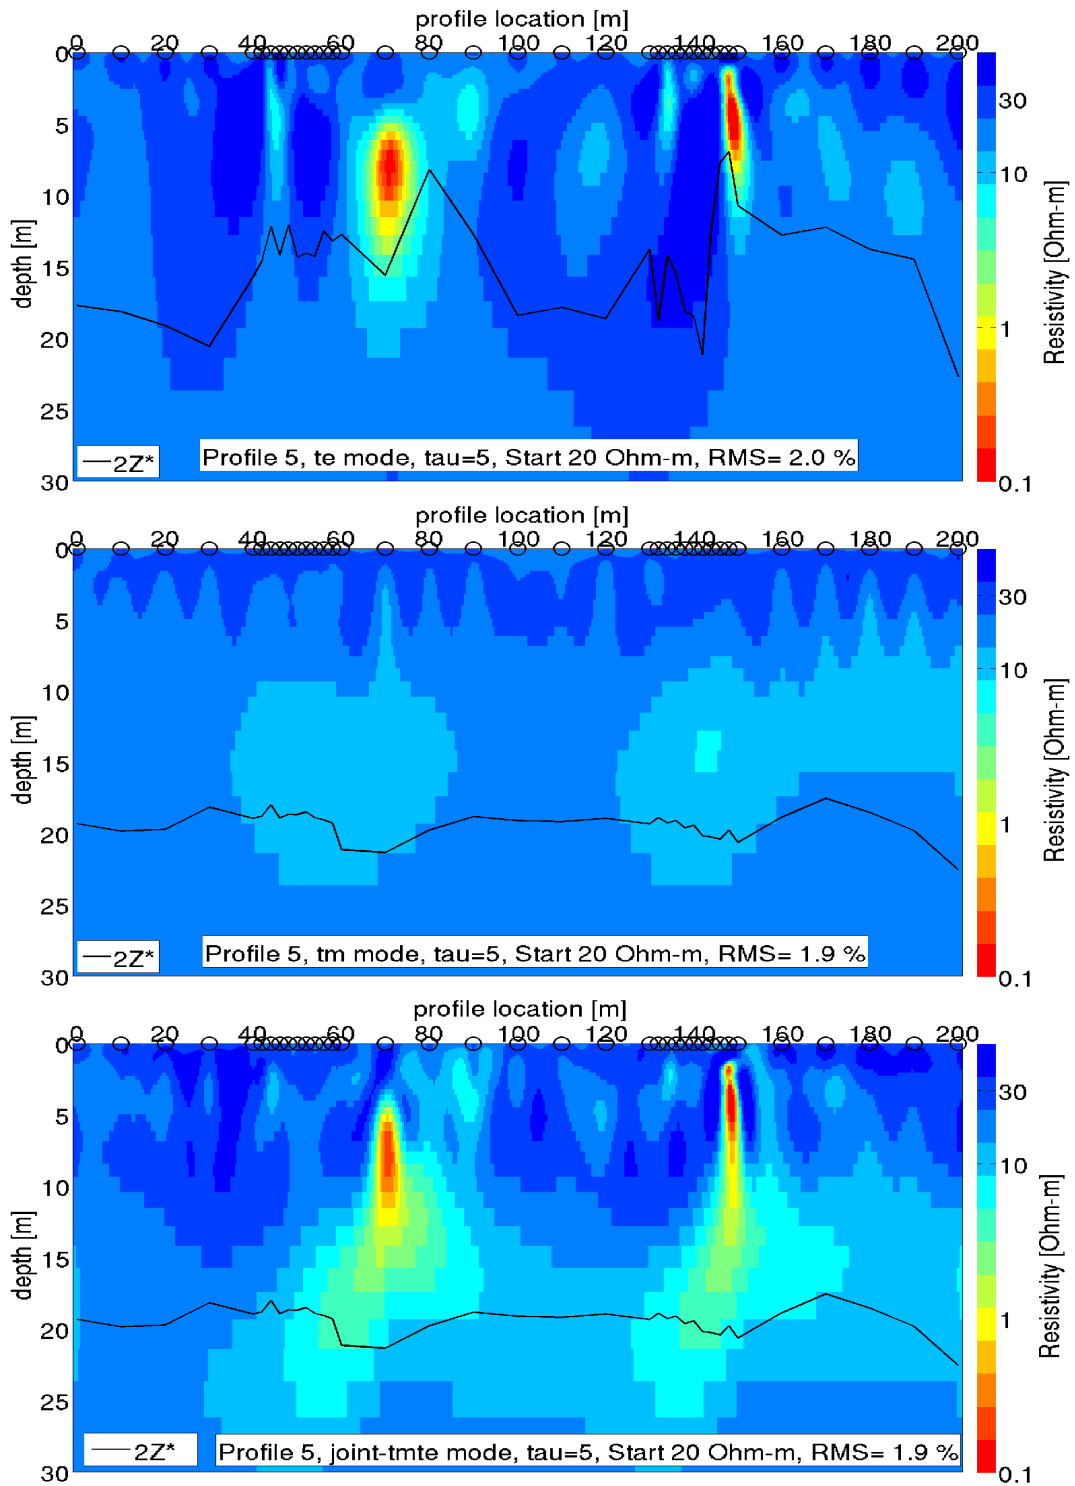 profile location [m]
0 20 40 60 80 100 120 140 160 180 200
0
5
10
15
20
25
30
depth [m]
30
10
1
0.1
Resistivity [Ohm-m]
2Z*
Profile 5, te mode, tau=5, Start 20 Ohm-m, RMS= 2.0 %
profile location [m]
0 20 40 60 80 100 120 140 160 180 200
0
5
10
15
20
25
30
depth [m]
30
10
1
0.1
Resistivity [Ohm-m]
2Z*
Profile 5, tm mode, tau=5, Start 20 Ohm-m, RMS= 1.9 %
profile location [m]
0 20 40 60 80 100 120 140 160 180 200
0
5
10
15
20
25
30
depth [m]
30
10
1
0.1
Resistivity [Ohm-m]
2Z*
Profile 5, joint-tmte mode, tau=5, Start 20 Ohm-m, RMS= 1.9 %